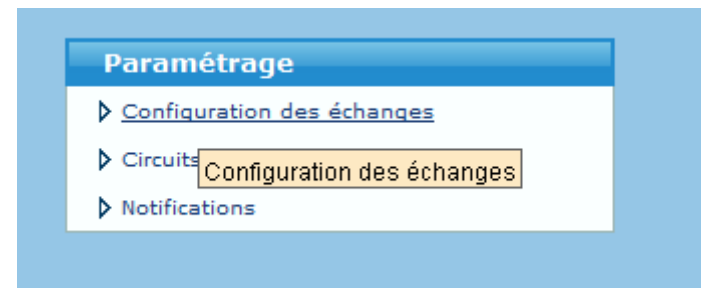 Paramétrage
Configuration des échanges
Circuits
Configuration des échanges
Notifications